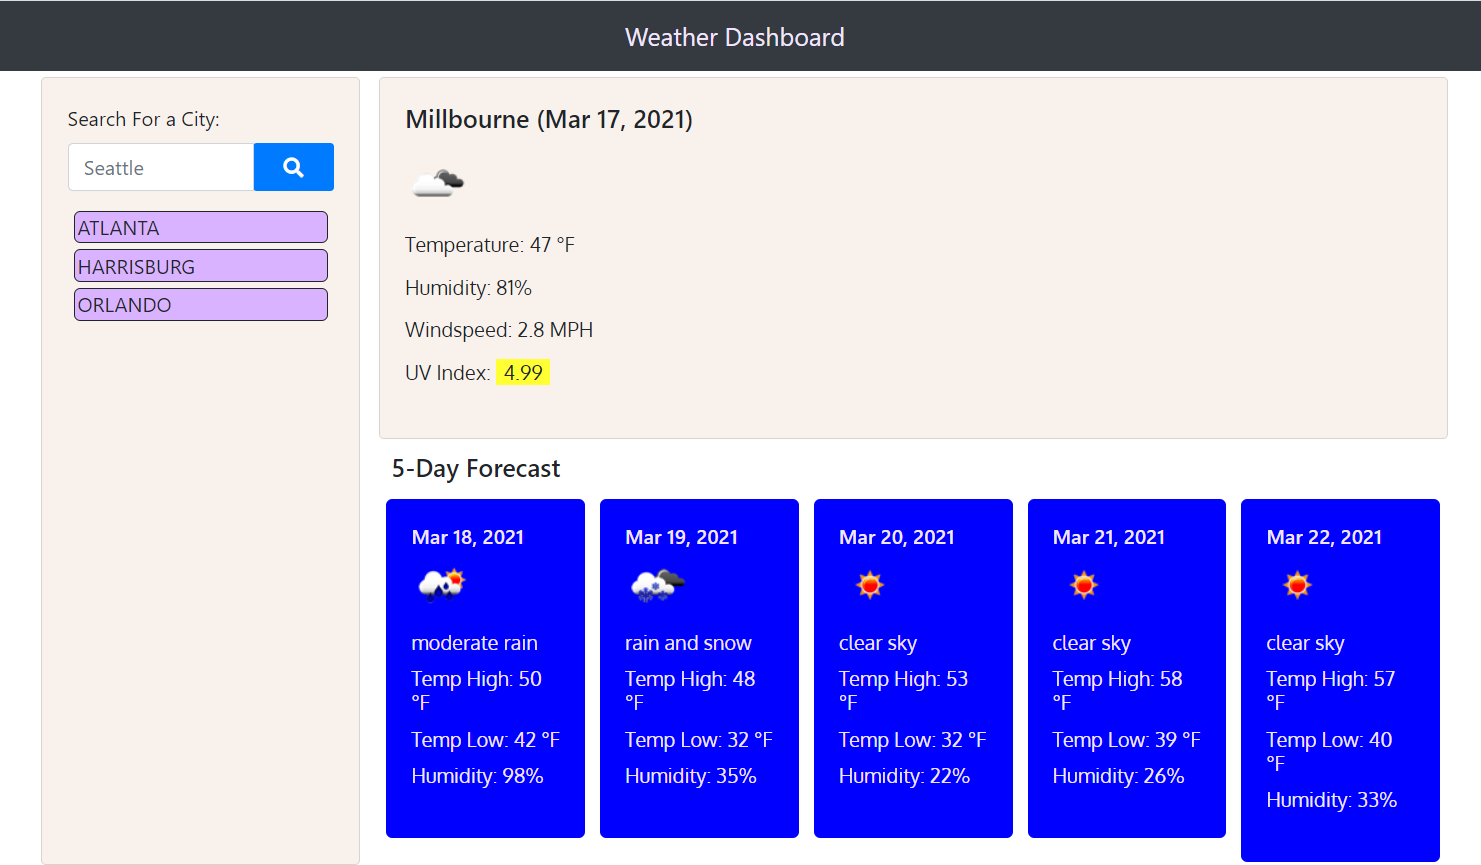 Weather Dashboard
Search For a City:
Seattle
ATLANTA
HARRISBURG
ORLANDO
Millbourne (Mar 17, 2021)
Temperature: 47 °F
Humidity: 81%
Windspeed: 2.8 MPH
UV Index: 4.99
5-Day Forecast
Mar 18, 2021
moderate rain
Temp High: 50
°F
Temp Low: 42 °F
Humidity: 98%
Mar 19, 2021
rain and snow
Temp High: 48
°F
Temp Low: 32 °F
Humidity: 35%
Mar 20, 2021
clear sky
Temp High: 53
°F
Temp Low: 32 °F
Humidity: 22%
Mar 21, 2021
clear sky
Temp High: 58
°F
Temp Low: 39 °F
Humidity: 26%
Mar 22, 2021
clear sky
Temp High: 57
°F
Temp Low: 40
°F
Humidity: 33%